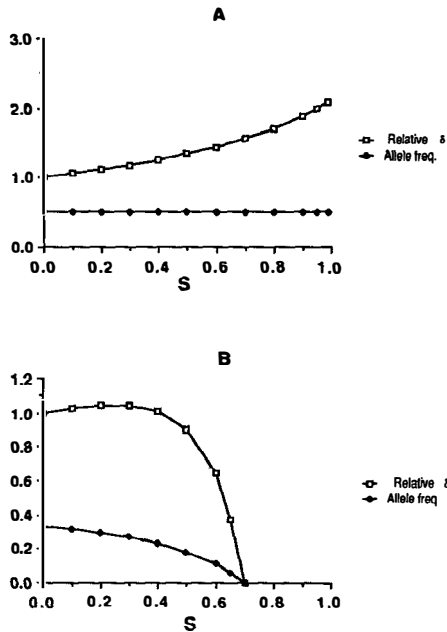 A
3.0
2.0
1.0
0.0
0.0 0.2 0.4 0.6 0.8 1.0
S
Relative δ
Allele freq.
B
1.2
1.0
0.8
0.6
0.4
0.2
0.0
0.0 0.2 0.4 0.6 0.8 1.0
S
Relative δ
Allele freq